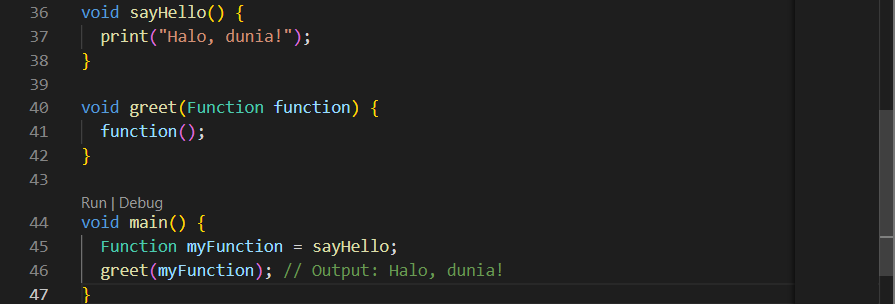 36 void sayHello() {
37 print("Halo, dunia!");
38 }
39
40 void greet(Function function) {
41 function();
42 }
43
Run | Debug
44 void main() {
45 Function myFunction = sayHello;
46 greet(myFunction); // Output: Halo, dunia!
47 }